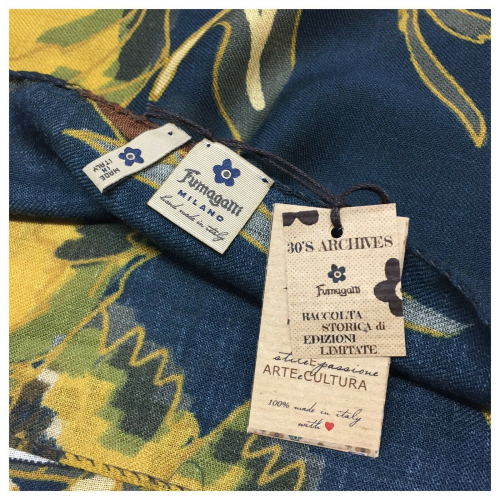 MADE
IN
ITALY
Fumagalli
MILANO
hand made in italy
30'S ARCHIVES
Fumagalli
RACCOLTA
STORICA di
EDIZIONI
LIMITATE
stile passione
ARTE e CULTURA
100% made in italy
with